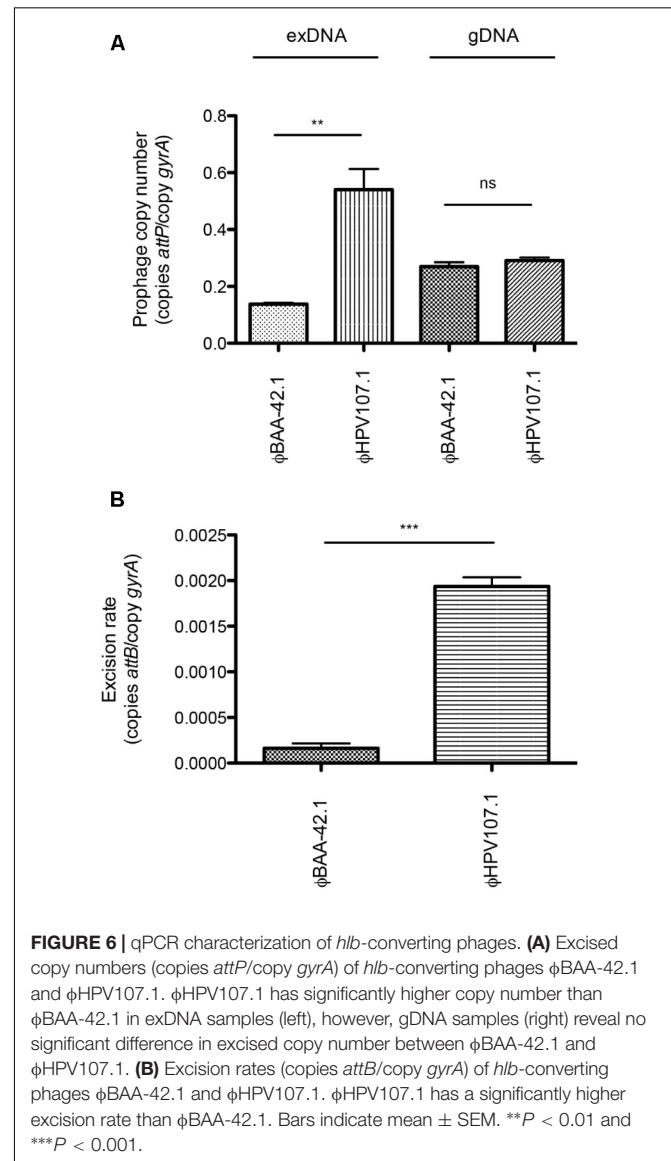 A
exDNA gDNA
Prophage copy number
(copies attP/copy gyrA)
0.8
0.6
0.4
0.2
0.0
**
ns
ϕBAA-42.1
ϕHPV107.1
ϕBAA-42.1
ϕHPV107.1
B
Excision rate
(copies attB/copy gyrA)
0.0025
0.0020
0.0015
0.0010
0.0005
0.0000
***
ϕBAA-42.1
ϕHPV107.1
FIGURE 6 | qPCR characterization of hlb-converting phages. (A) Excised
copy numbers (copies attP/copy gyrA) of hlb-converting phages ϕBAA-42.1
and ϕHPV107.1. ϕHPV107.1 has significantly higher copy number than
ϕBAA-42.1 in exDNA samples (left), however, gDNA samples (right) reveal no
significant difference in excised copy number between ϕBAA-42.1 and
ϕHPV107.1. (B) Excision rates (copies attB/copy gyrA) of hlb-converting
phages ϕBAA-42.1 and ϕHPV107.1. ϕHPV107.1 has a significantly higher
excision rate than ϕBAA-42.1. Bars indicate mean ± SEM. **P < 0.01 and
***P < 0.001.